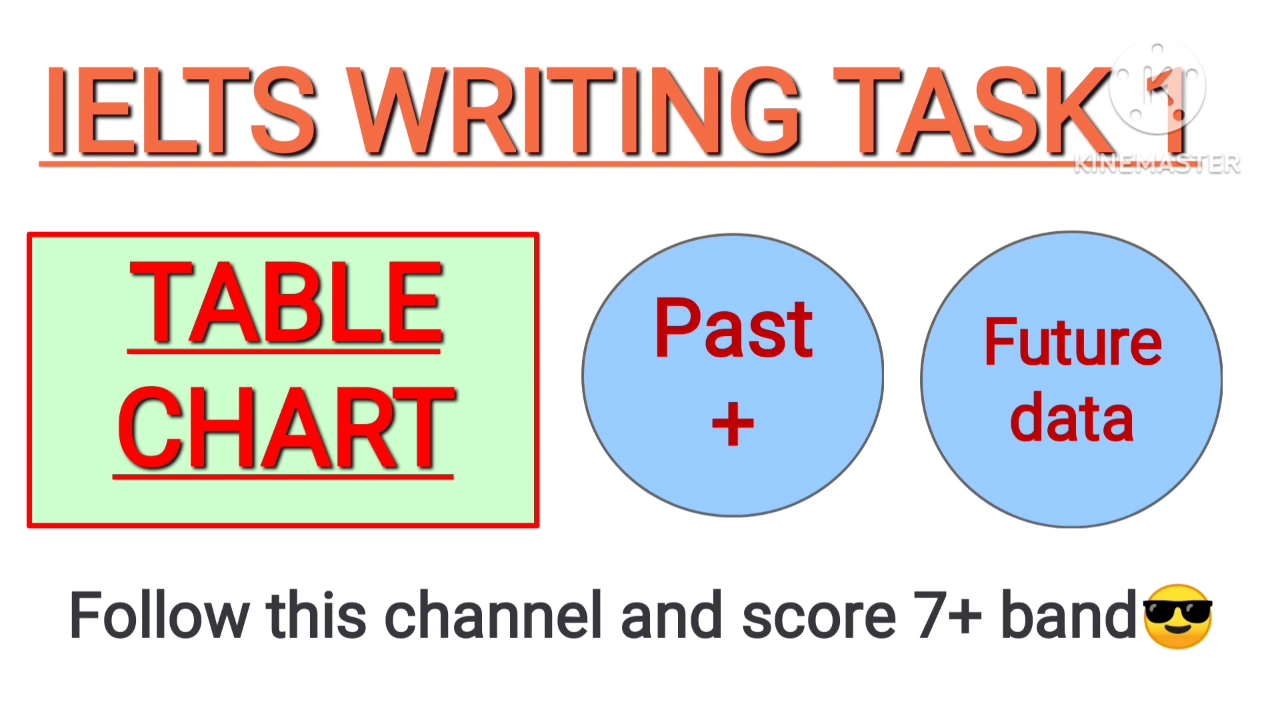 IELTS WRITING TASK 1
KINEMASTER
TABLE
CHART
Past
+
Future
data
Follow this channel and score 7+ band😎